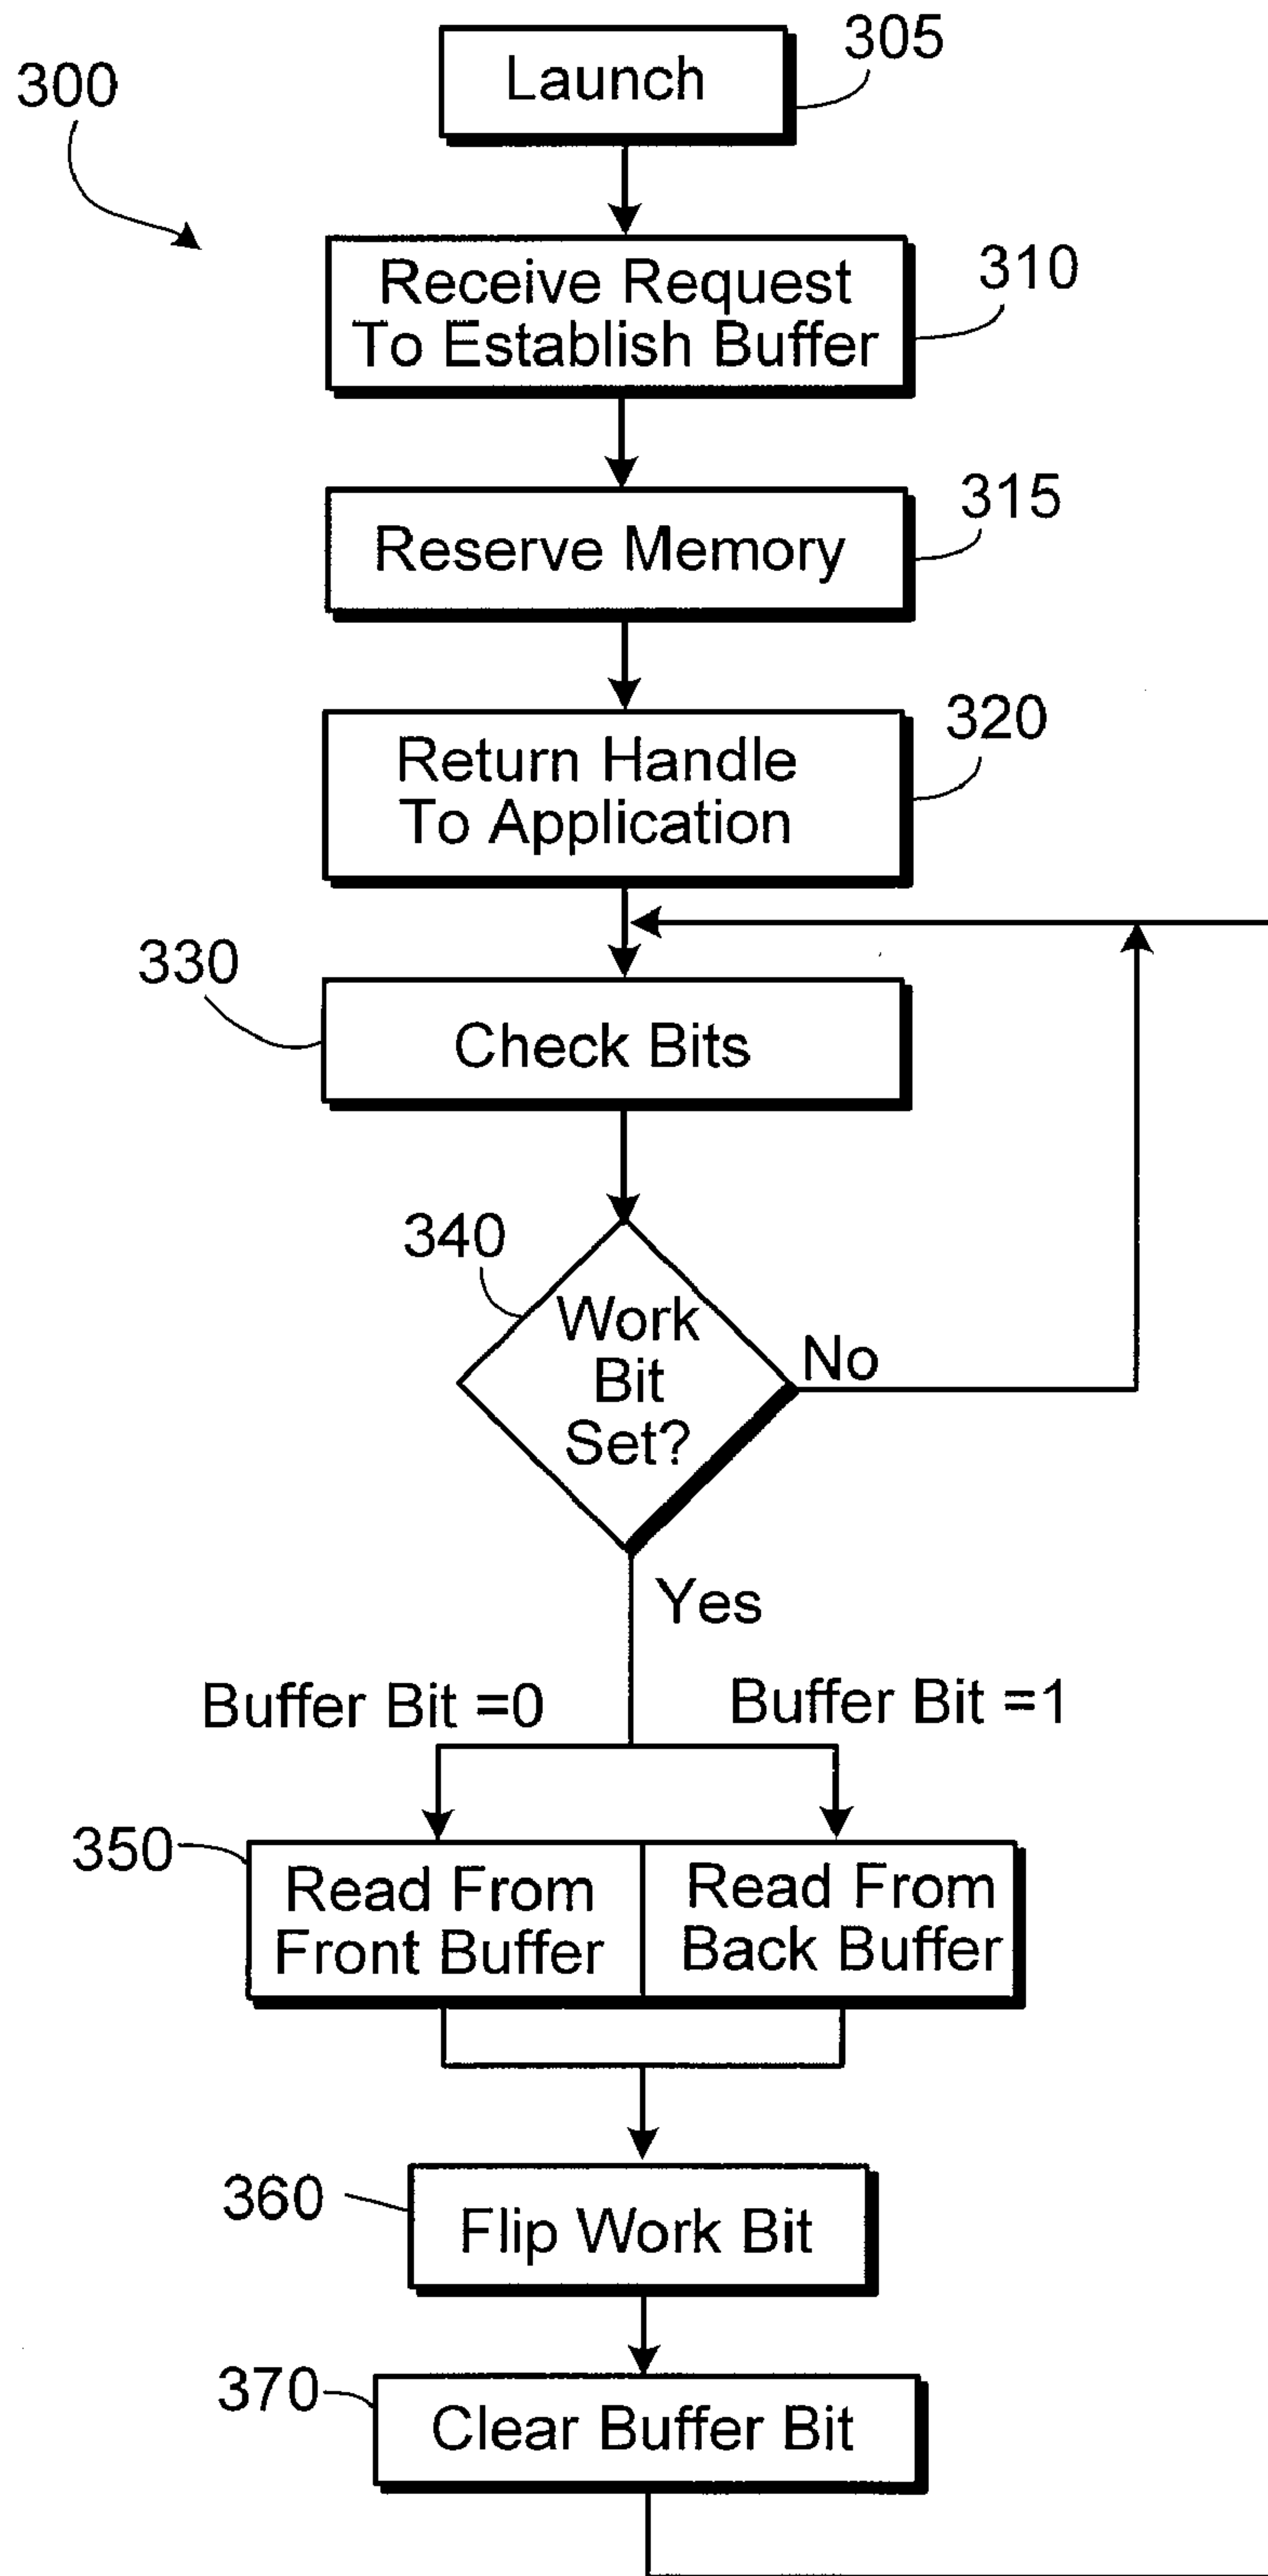 300
Launch
305
Receive Request
To Establish Buffer
310
Reserve Memory
315
Return Handle
To Application
320
330
Check Bits
340
Work
Bit
Set?
No
Yes
Buffer Bit =0
Buffer Bit =1
350
Read From
Front Buffer
Read From
Back Buffer
360
Flip Work Bit
370
Clear Buffer Bit